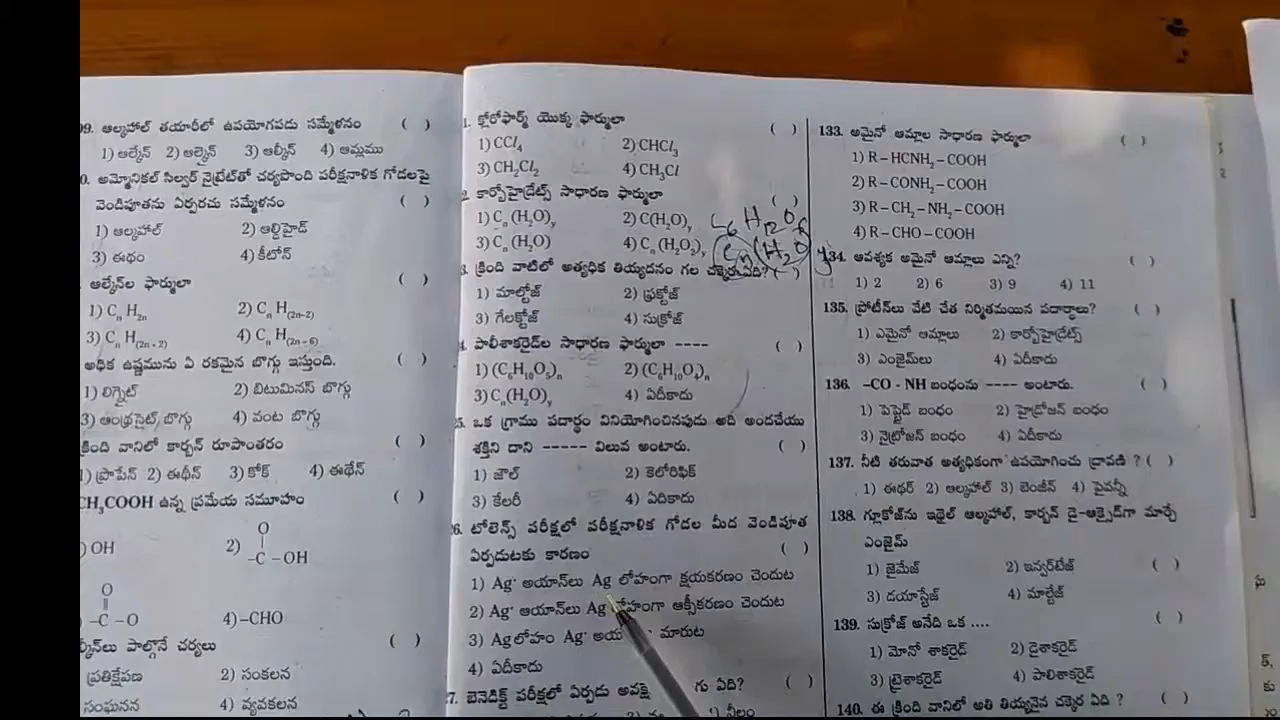 99. ఆల్కహాల్ తయారీలో ఉపయోగపడు సమ్మేళనం ( )
1) ఆల్కేన్ 2) ఆల్కెన్ 3) ఆల్కీన్ 4) ఆమ్లము
0. అమ్మోనికల్ సిల్వర్ నైట్రేట్‌తో చర్యపొంది పరీక్షనాళిక గోడలపై
వెండిపూతను ఏర్పరచు సమ్మేళనం ( )
1) ఆల్కహాల్ 2) ఆల్డిహైడ్
3) ఈథం 4) కీటోన్
ఆల్కేన్‌ల ఫార్ములా ( )
1) CnH2n 2) CnH(2n-2)
3) CnH(2n+2) 4) CnH(2n-6)
అధిక ఉష్ణమును ఏ రకమైన బొగ్గు ఇస్తుంది. ( )
1) లిగ్నైట్ 2) బిటుమినస్ బొగ్గు
3) ఆంథ్రసైట్ బొగ్గు 4) వంట బొగ్గు
క్రింది వానిలో కార్బన్ రూపాంతరం ( )
1) ప్రొపేన్ 2) ఈథీన్ 3) కోక్ 4) ఈథేన్
CH3COOH ఉన్న ప్రమేయ సమూహం ( )
) OH 2) O –C –OH
O –C – O 4) –CHO
ల్కీన్‌లు పాల్గొనే చర్యలు ( )
ప్రతిక్షేపణ 2) సంకలన
సంఘనన 4) వ్యవకలన
1. క్లోరోఫార్మ్ యొక్క ఫార్ములా ( )
1) CCl4 2) CHCl3
3) CH2Cl2 4) CH3Cl
2. కార్బోహైడ్రేట్స్ సాధారణ ఫార్ములా ( )
1) Cn(H2O)y 2) C(H2O)y
3) Cn(H2O) 4) Cn(H2O2)y
C6H12O6
Cn(H2O)y
3. క్రింది వాటిలో అత్యధిక తియ్యదనం గల చక్కెర ఏది? ( )
1) మాల్టోజ్ 2) ఫ్రక్టోజ్
3) గేలక్టోజ్ 4) సుక్రోజ్
4. పాలీశాకరైడ్‌ల సాధారణ ఫార్ములా ---- ( )
1) (C6H10O5)n 2) (C6H10O4)n
3) Cn(H2O)y 4) ఏదీకాదు
25. ఒక గ్రాము పదార్థం వినియోగించినపుడు అది అందచేయు
శక్తిని దాని ----- విలువ అంటారు. ( )
1) జౌల్ 2) కెలోరిఫిక్
3) కేలరీ 4) ఏదికాదు
26. టోలెన్స్ పరీక్షలో పరీక్షనాళిక గోడల మీద వెండిపూత
ఏర్పడుటకు కారణం ( )
1) Ag+ అయాన్‌లు Ag లోహంగా క్షయకరణం చెందుట
2) Ag+ ఆయాన్‌లు Ag లోహంగా ఆక్సీకరణం చెందుట
3) Ag లోహం Ag+ అయ మారుట
4) ఏదీకాదు
27. బెనెడిక్ట్ పరీక్షలో ఏర్పడు అవక్షే గు ఏది? ( )
నీలం
133. అమైనో ఆమ్లాల సాధారణ ఫార్ములా ( )
1) R – HCNH2 – COOH
2) R – CONH2 – COOH
3) R – CH2 – NH2 – COOH
4) R – CHO – COOH
134. ఆవశ్యక అమైనో ఆమ్లాలు ఎన్ని? ( )
1) 2 2) 6 3) 9 4) 11
135. ప్రోటీన్‌లు వేటి చేత నిర్మితమయిన పదార్థాలు? ( )
1) ఎమైనో ఆమ్లాలు 2) కార్బోహైడ్రేట్స్
3) ఎంజైమ్‌లు 4) ఏదీకాదు
136. –CO - NH బంధంను ---- అంటారు. ( )
1) పెప్టైడ్ బంధం 2) హైడ్రోజన్ బంధం
3) నైట్రోజన్ బంధం 4) ఏదీకాదు
137. నీటి తరువాత అత్యధికంగా ఉపయోగించు ద్రావణి ? ( )
1) ఈథర్ 2) ఆల్కహాల్ 3) బెంజీన్ 4) పైవన్నీ
138. గ్లూకోజ్‌ను ఇథైల్ ఆల్కహాల్, కార్బన్ డై-ఆక్సైడ్‌గా మార్చే
ఎంజైమ్
1) జైమేజ్ 2) ఇన్వర్‌టేజ్ ( )
3) డయాస్టేజ్ 4) మాల్టేజ్
139. సుక్రోజ్ అనేది ఒక .... ( )
1) మోనో శాకరైడ్ 2) డైశాకరైడ్
3) ట్రైశాకరైడ్ 4) పాలిశాకరైడ్
140. ఈ క్రింది వానిలో అతి తియ్యనైన చక్కెర ఏది ? ( )